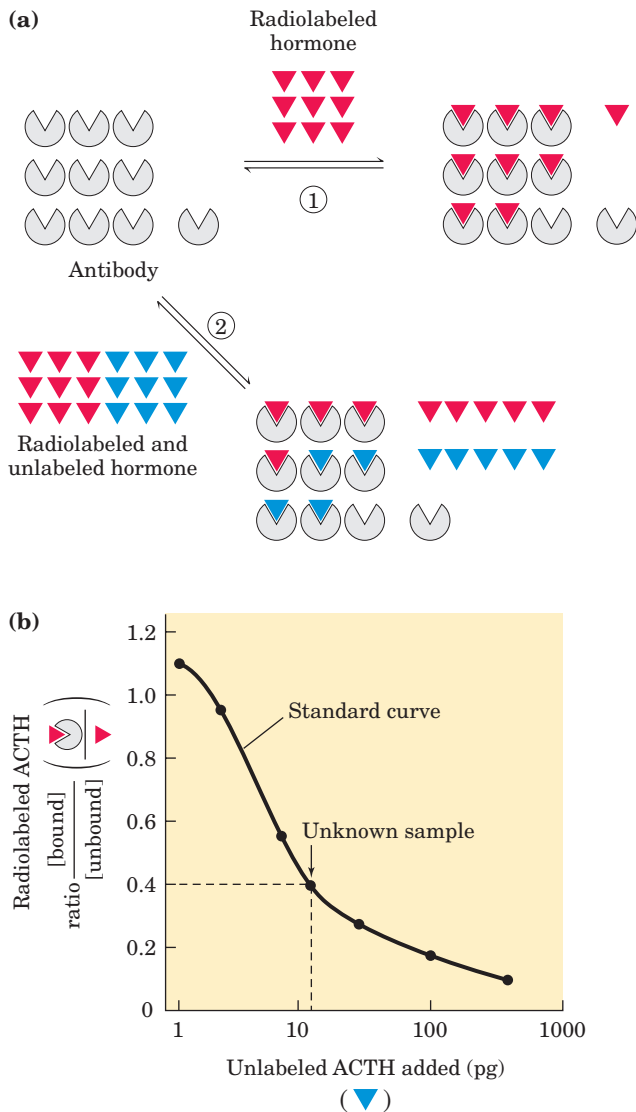 (a)
Radiolabeled
hormone
1
Antibody
2
Radiolabeled and
unlabeled hormone
(b)
Radiolabeled ACTH
ratio [bound]
[unbound]
1.2
1.0
0.8
0.6
0.4
0.2
0
Standard curve
Unknown sample
1 10 100 1000
Unlabeled ACTH added (pg)
( )